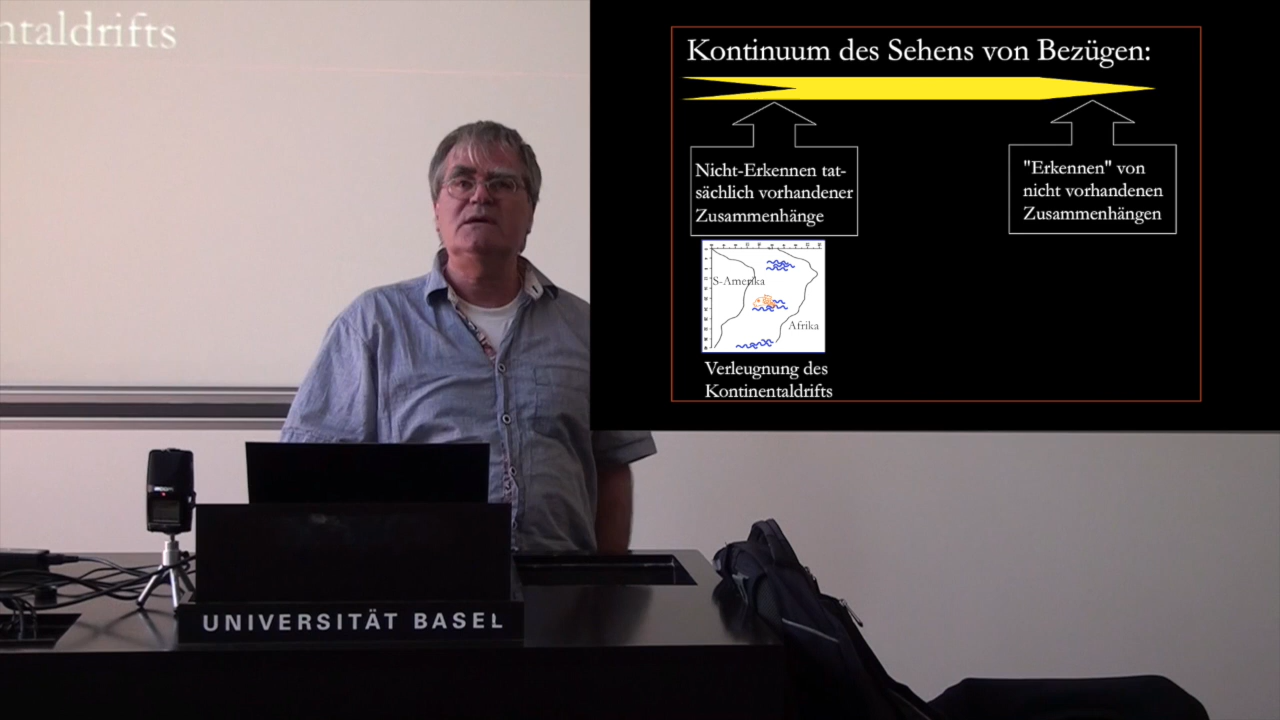 ntaldrifts
Kontinuum des Sehens von Bezügen:
Nicht-Erkennen tat-
sächlich vorhandener
Zusammenhänge
"Erkennen" von
nicht vorhandenen
Zusammenhängen
S-Amerika
Afrika
Verleugnung des
Kontinentaldrifts
UNIVERSITÄT BASEL